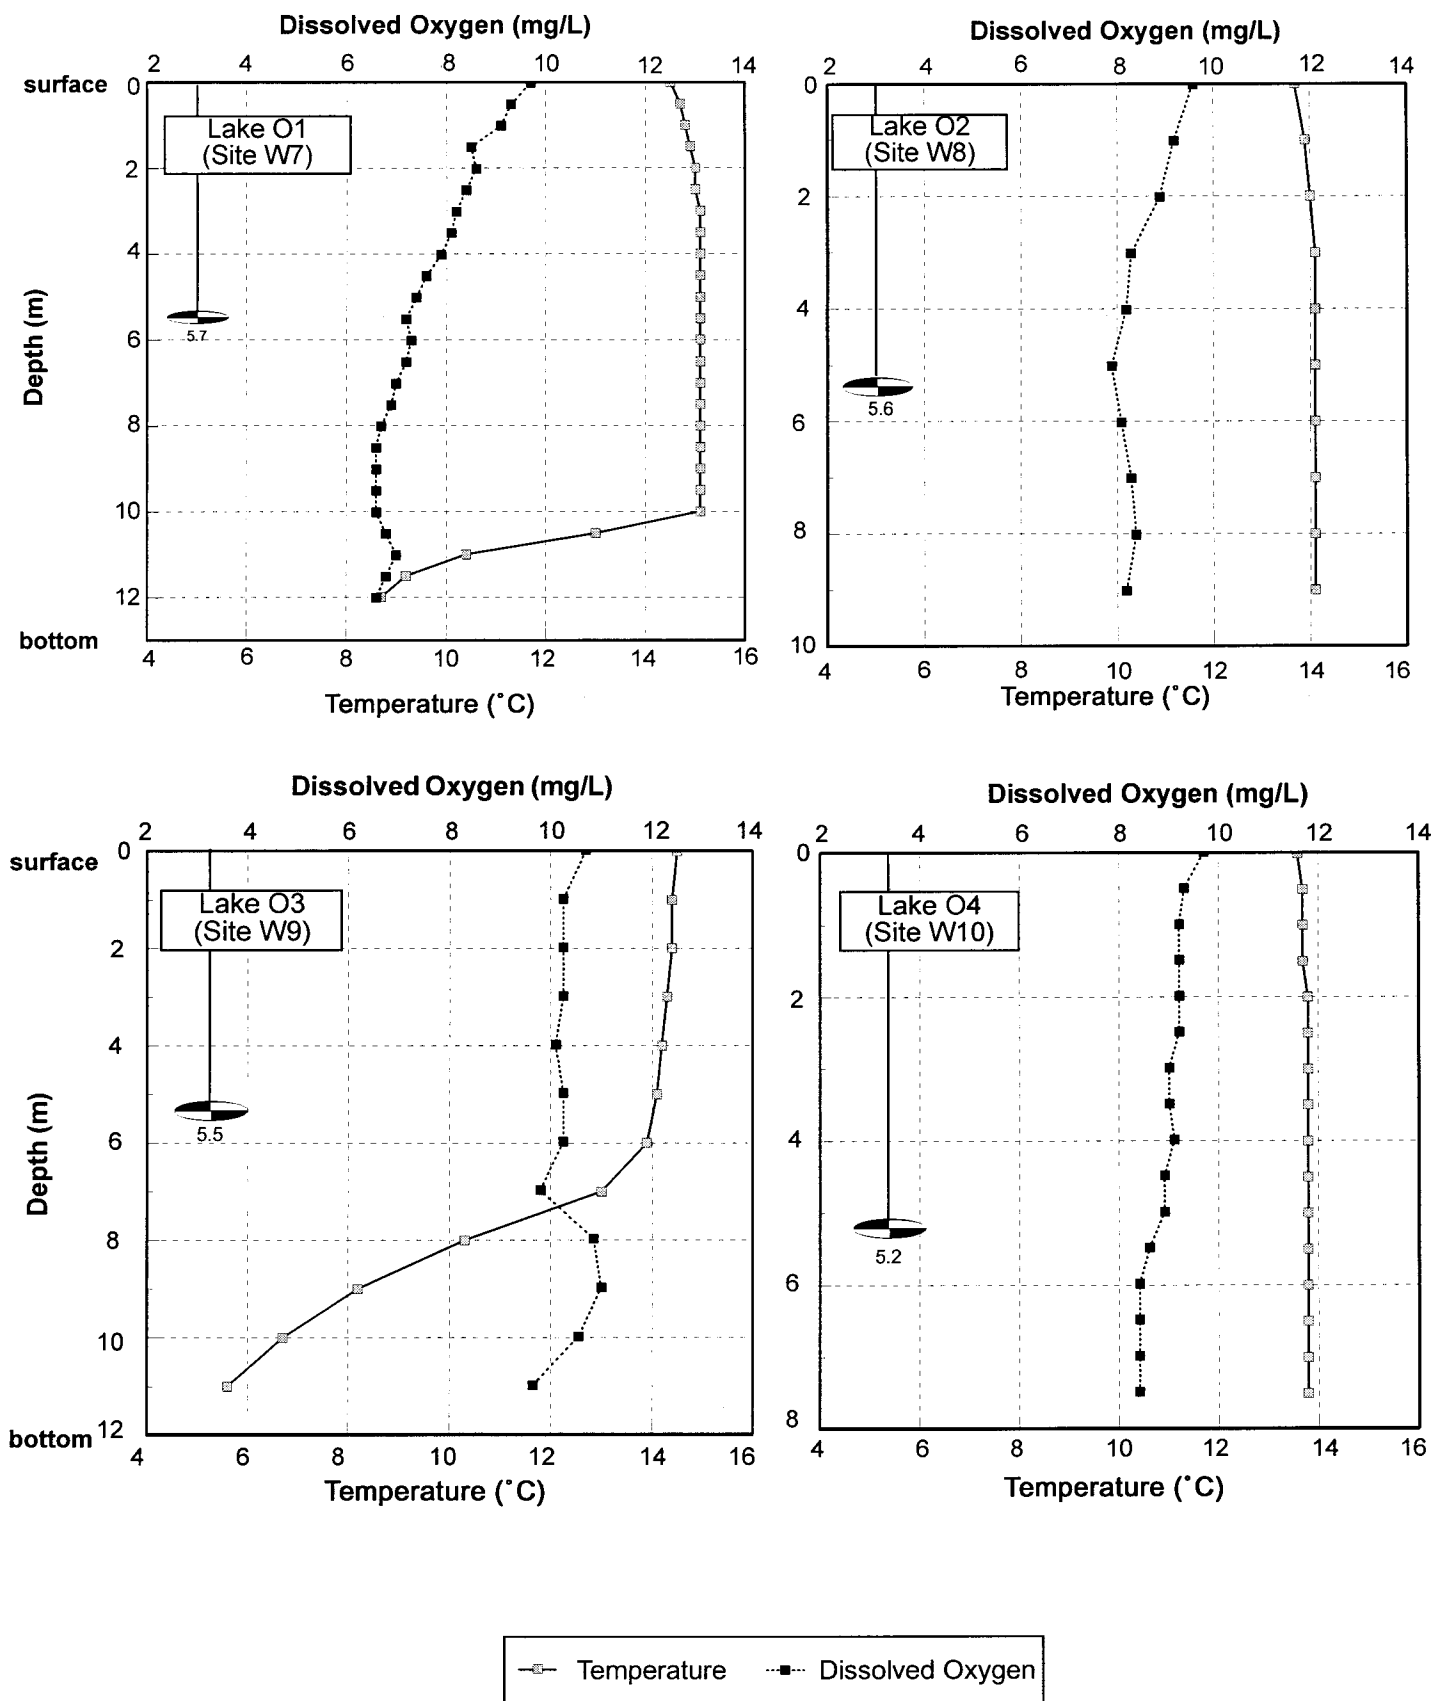 Dissolved Oxygen (mg/L)
2 4 6 8 10 12 14
surface
0
2
4
6
8
10
12
bottom
Depth (m)
Lake O1
(Site W7)
5.7
4 6 8 10 12 14 16
Temperature (°C)
Dissolved Oxygen (mg/L)
2 4 6 8 10 12 14
0
2
4
6
8
10
Lake O2
(Site W8)
5.6
4 6 8 10 12 14 16
Temperature (°C)
Dissolved Oxygen (mg/L)
2 4 6 8 10 12 14
surface
0
2
4
6
8
10
12
bottom
Depth (m)
Lake O3
(Site W9)
5.5
4 6 8 10 12 14 16
Temperature (°C)
Dissolved Oxygen (mg/L)
2 4 6 8 10 12 14
0
2
4
6
8
Lake O4
(Site W10)
5.2
4 6 8 10 12 14 16
Temperature (°C)
Temperature Dissolved Oxygen